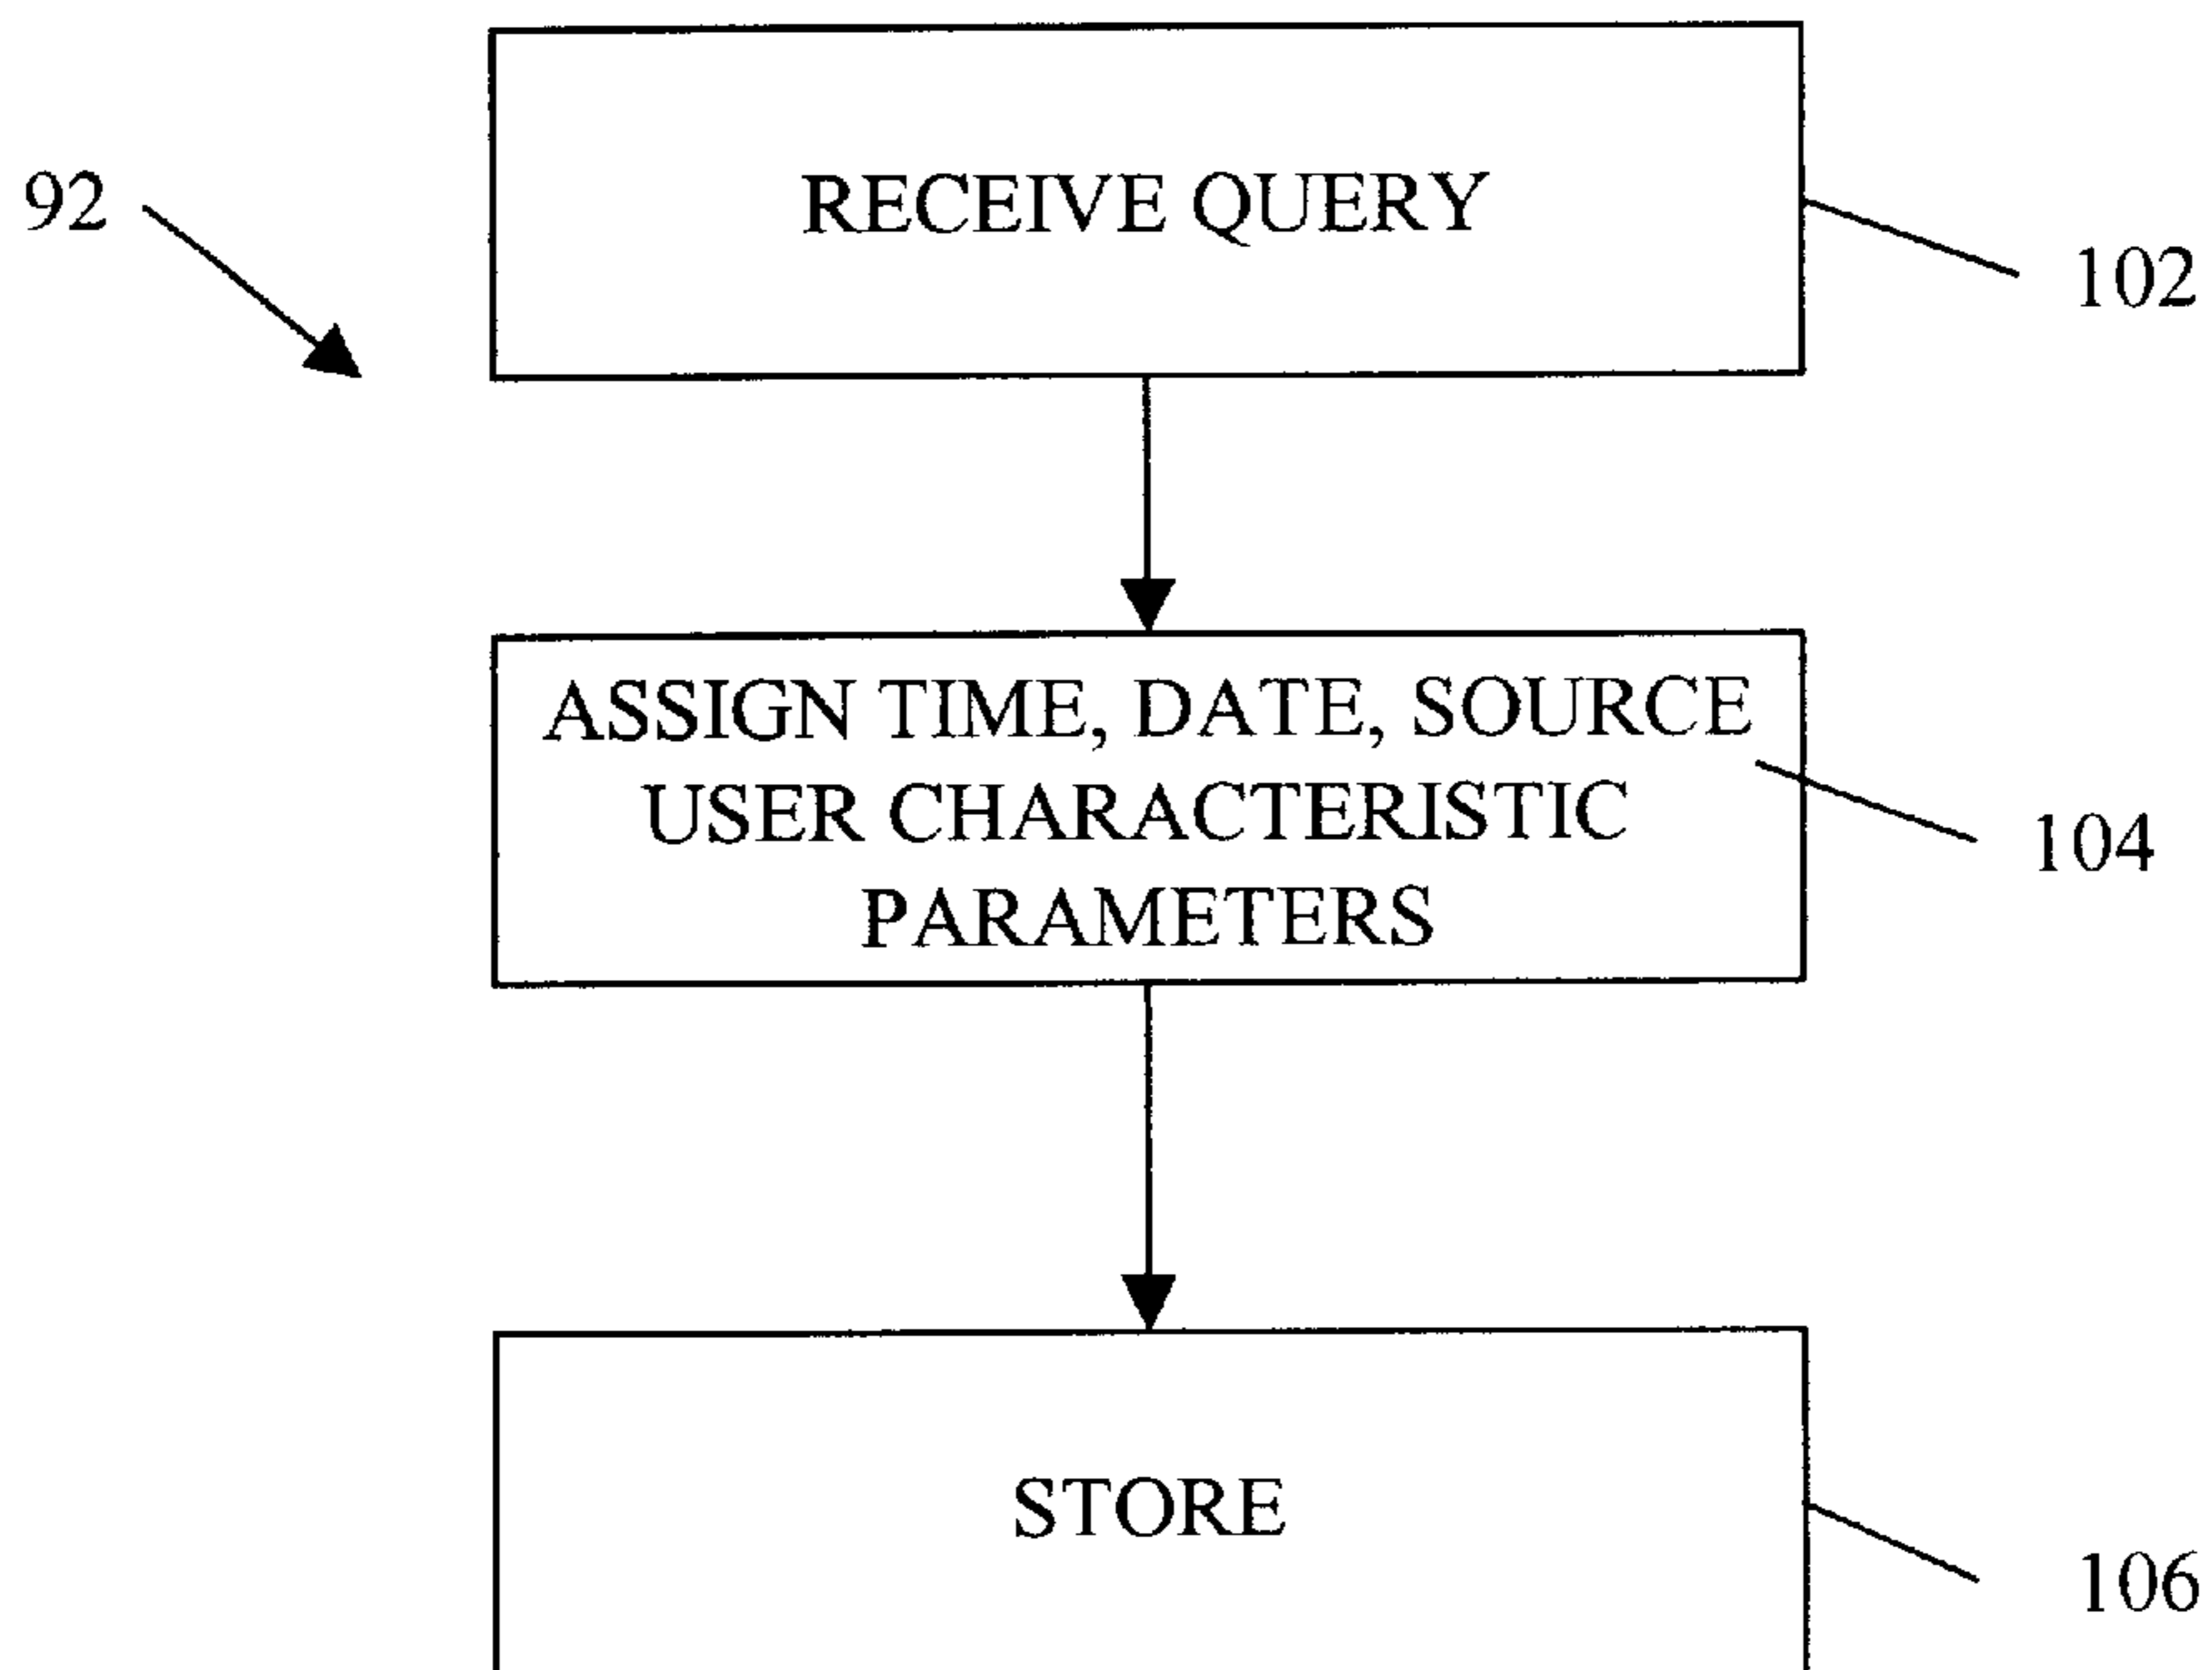 RECEIVE QUERY
92
102
ASSIGN TIME, DATE, SOURCE
USER CHARACTERISTIC
PARAMETERS
104
STORE
106